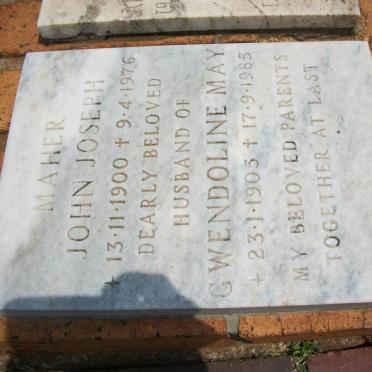 MAHER
JOHN JOSEPH
+ 13·11·1900 + 9·4·1976
DEARLY BELOVED
HUSBAND OF
GWENDOLINE MAY
+ 23·1·1905 + 17·9·1985
MY BELOVED PARENTS
TOGETHER AT LAST